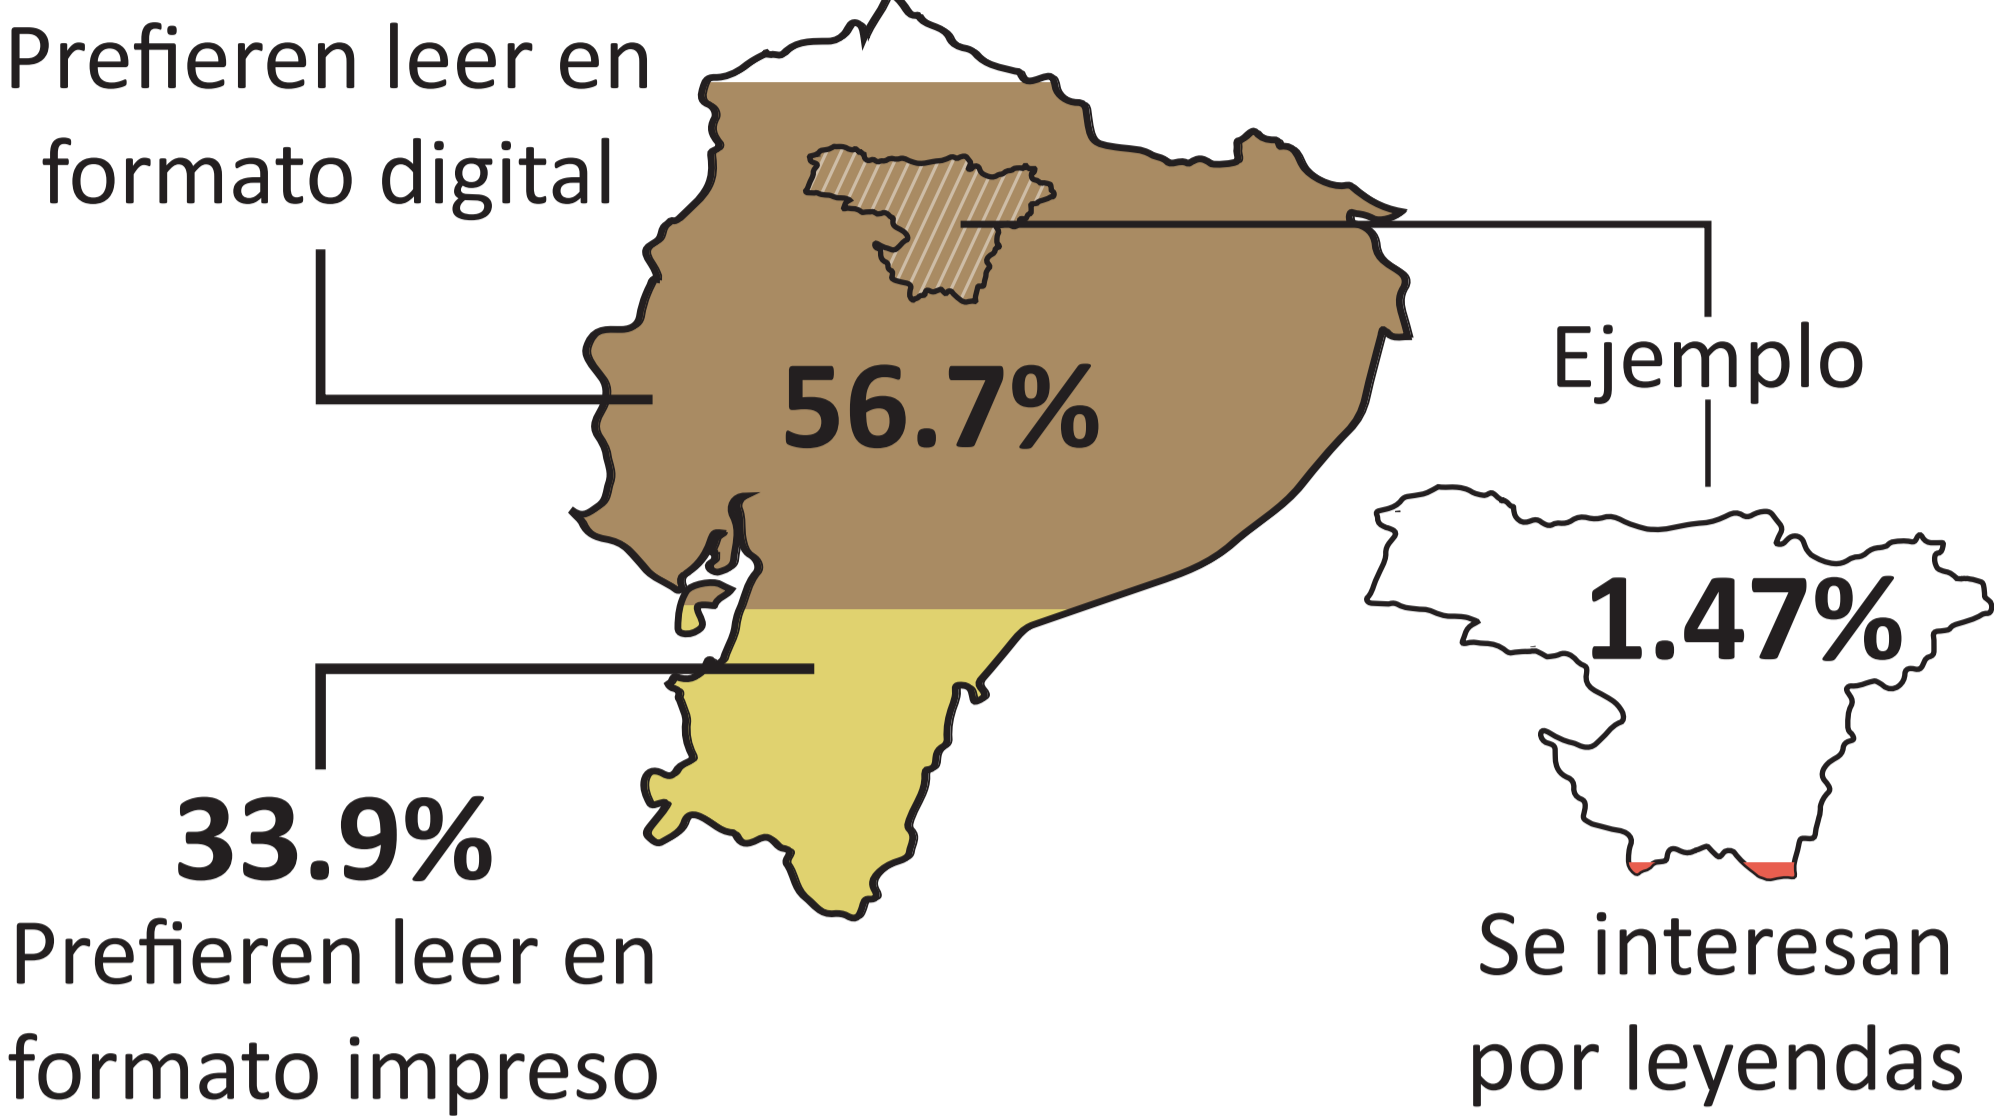 Prefieren leer en
formato digital
56.7%
33.9%
Prefieren leer en
formato impreso
Ejemplo
1.47%
Se interesan
por leyendas